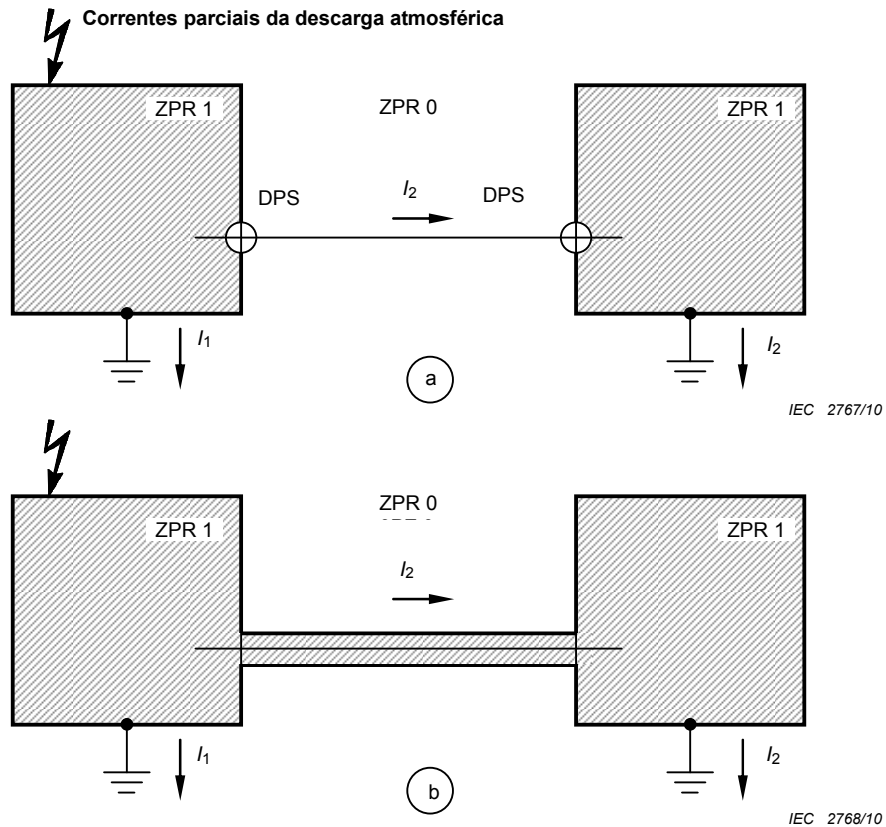 Correntes parciais da descarga atmosférica
ZPR 1
ZPR 0
ZPR 1
DPS
I2
DPS
I1
I2
a
IEC 2767/10
ZPR 0
ZPR 1
ZPR 1
I2
I1
I2
b
IEC 2768/10